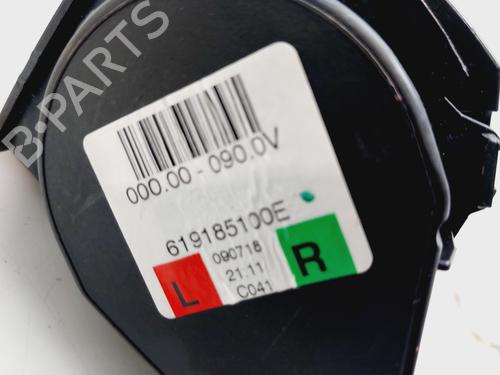 B-PARTS
000.00 - 090.0V
619185100E
090718
L 21.11 R
C041